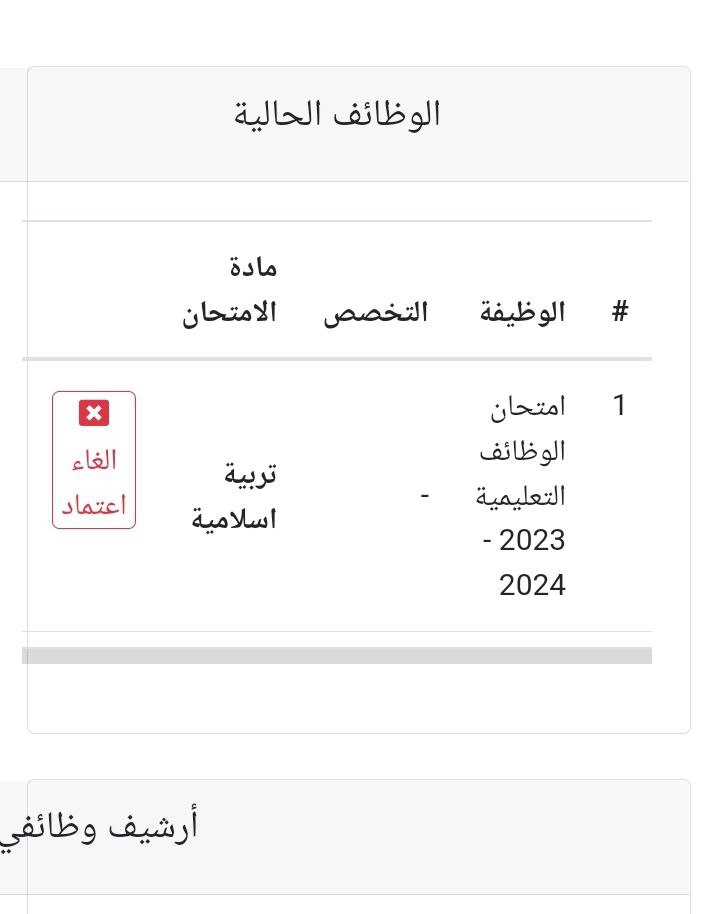 الوظائف الحالية
# الوظيفة التخصص مادة
الامتحان
1 امتحان
الوظائف
التعليمية
2023 -
2024
-
تربية
اسلامية
الغاء
اعتماد
أرشيف وظائفي